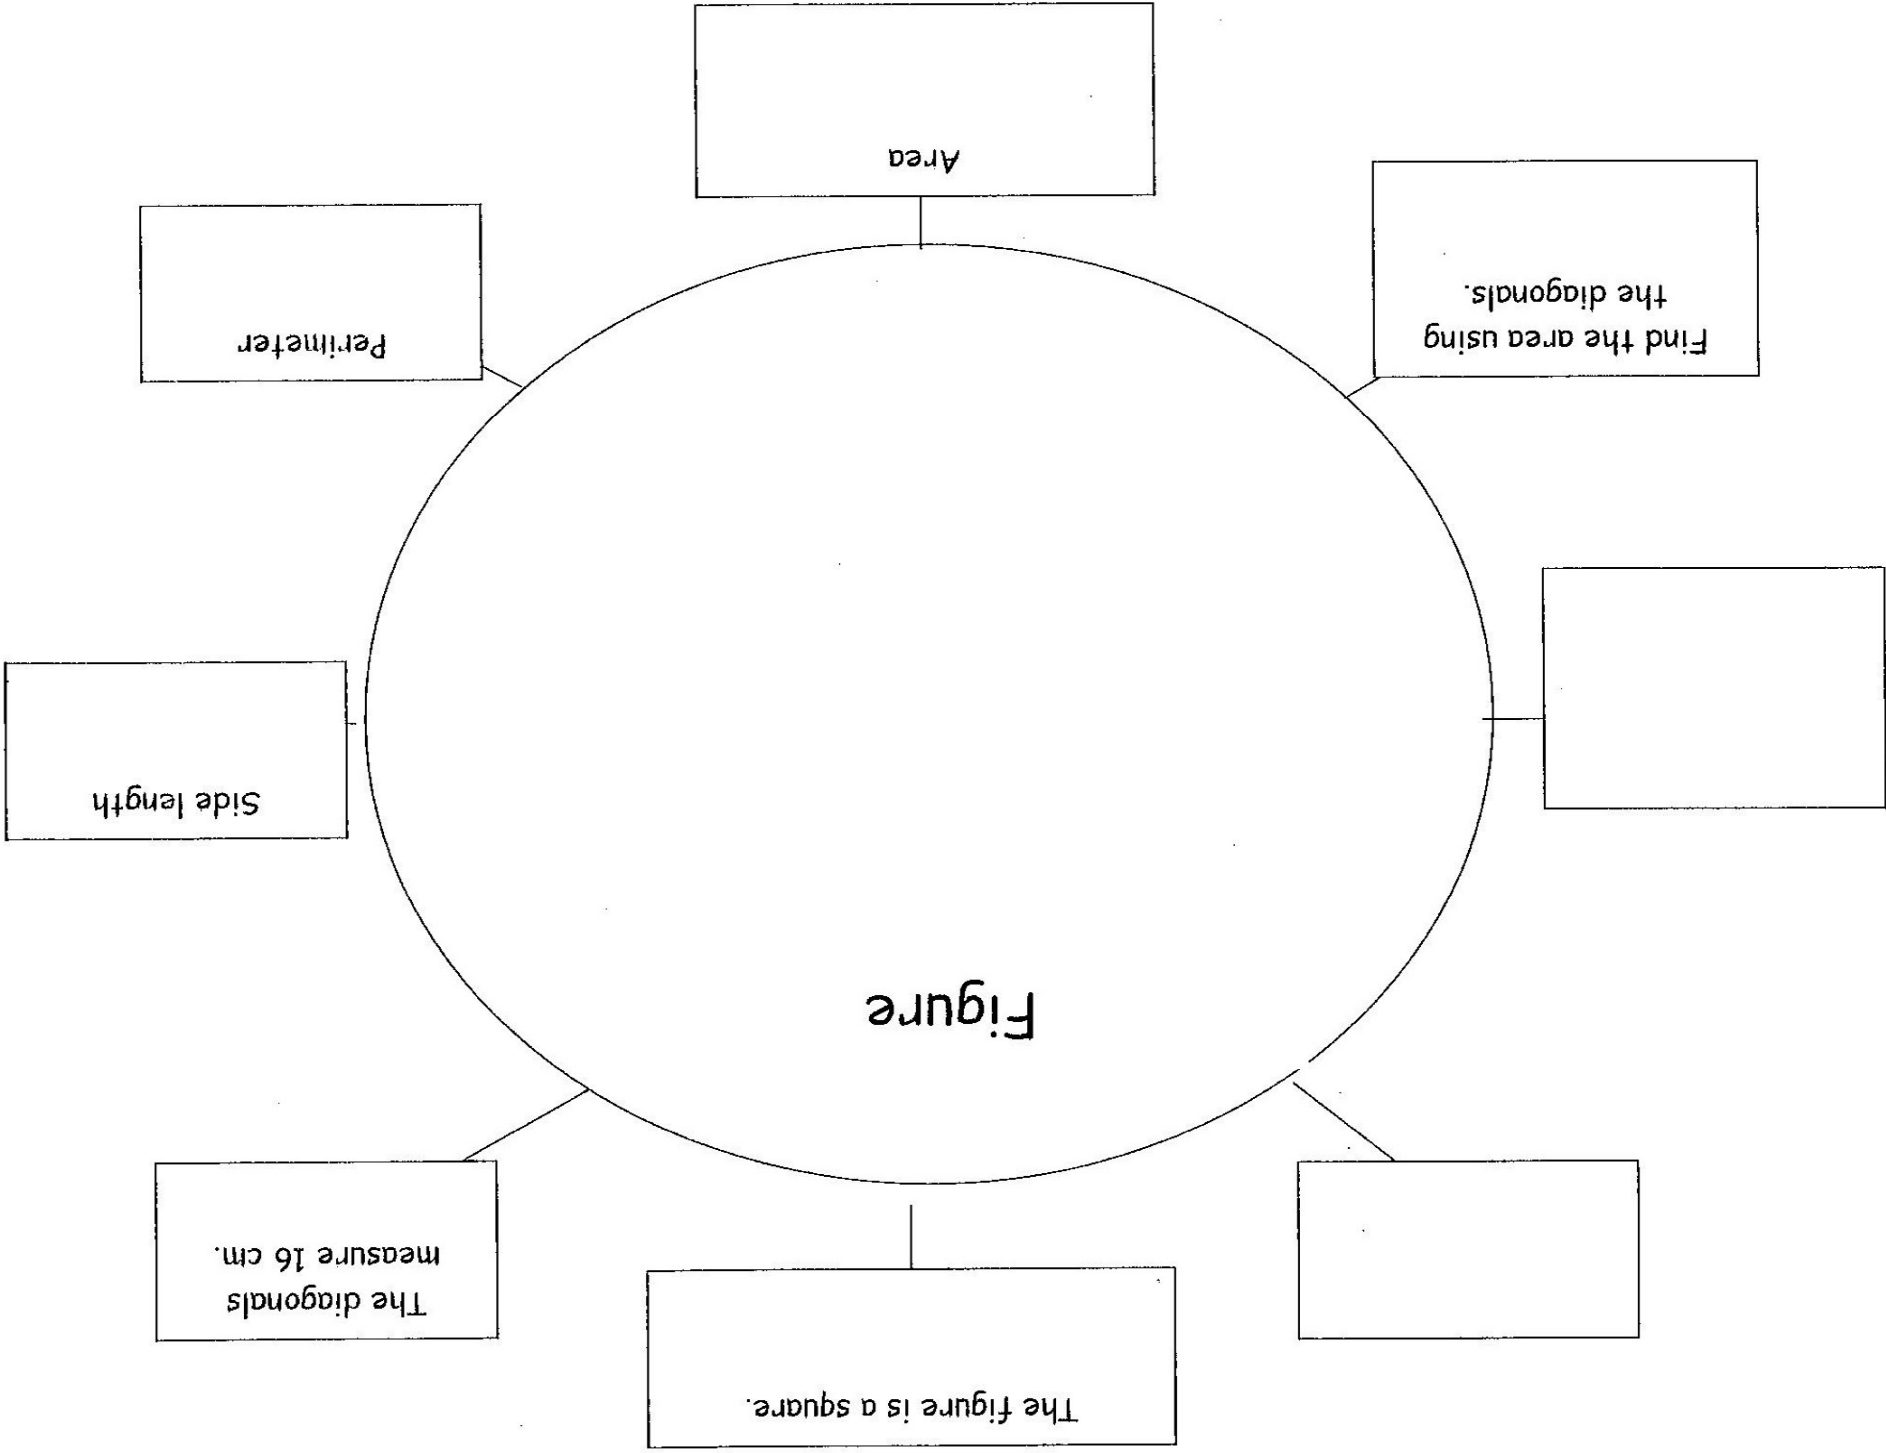 The figure is a square.
The diagonals
measure 16 cm.
Figure
Side length
Find the area using
the diagonals.
Perimeter
Area